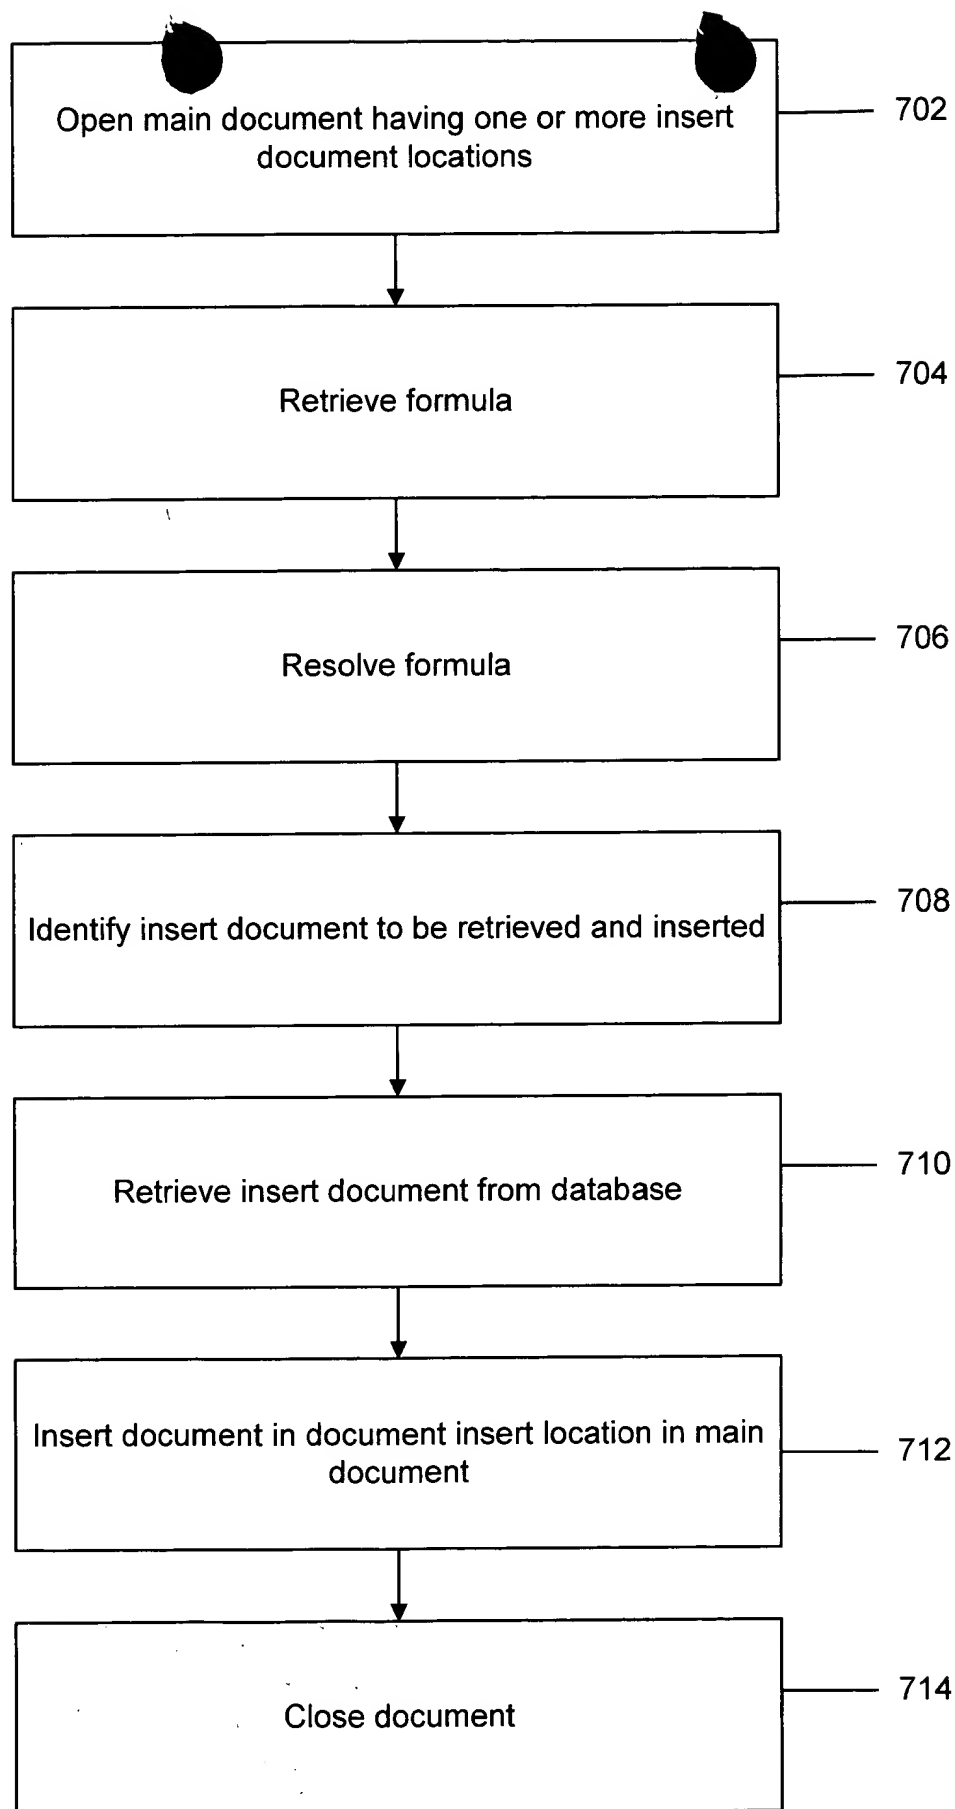 Open main document having one or more insert
document locations
702
Retrieve formula
704
Resolve formula
706
Identify insert document to be retrieved and inserted
708
Retrieve insert document from database
710
Insert document in document insert location in main
document
712
Close document
714